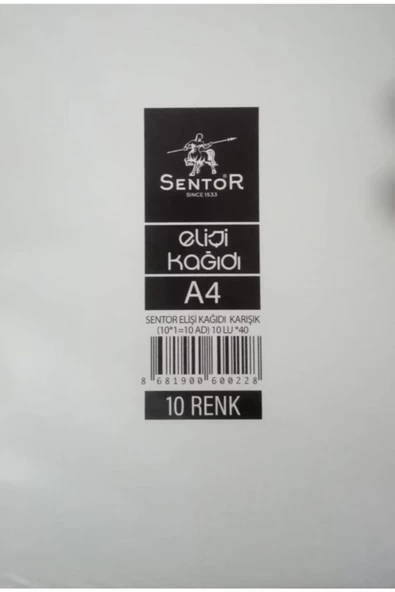 SENTOR
SINCE 1533
elişi
kağıdı
A4
SENTOR ELİŞİ KAĞIDI KARIŞIK
(10*1=10 AD) 10 LU *40
8 681900 600228
10 RENK